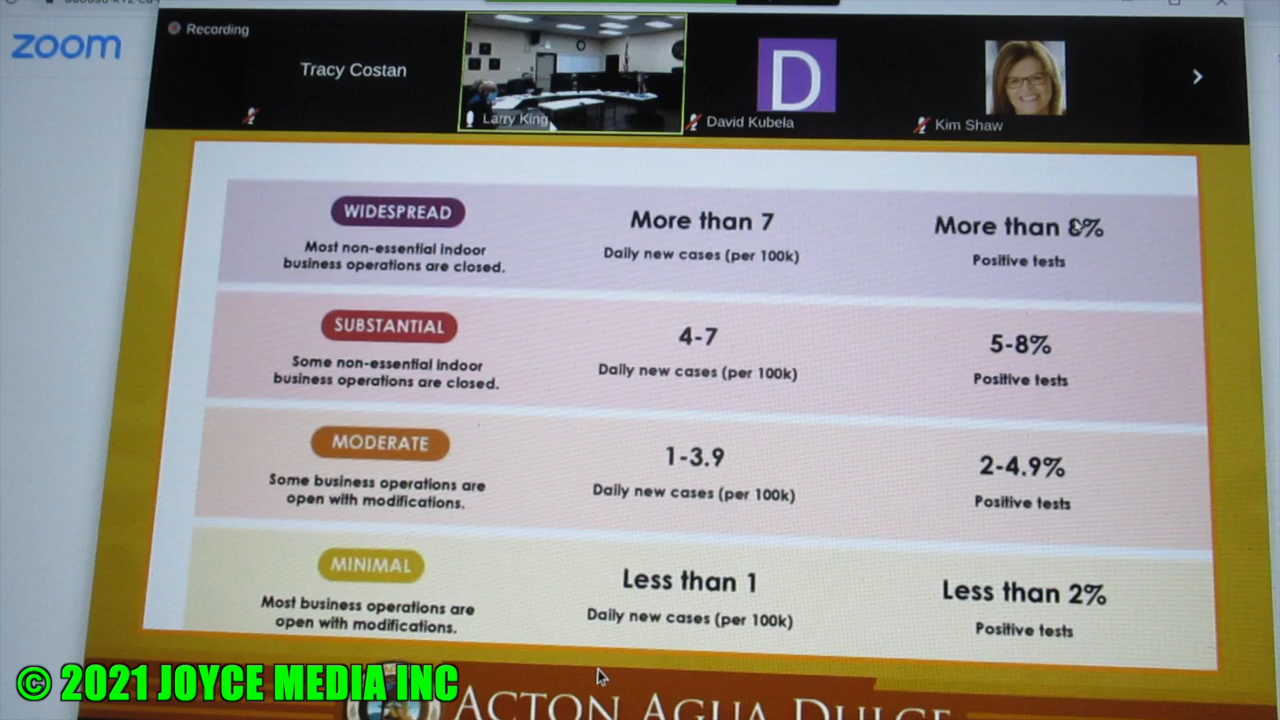 zoom
Recording
Tracy Costan
Larry King
D
David Kubela
Kim Shaw
WIDESPREAD
Most non-essential indoor
business operations are closed.
More than 7
Daily new cases (per 100k)
More than 8%
Positive tests
SUBSTANTIAL
Some non-essential indoor
business operations are closed.
4-7
Daily new cases (per 100k)
5-8%
Positive tests
MODERATE
Some business operations are
open with modifications.
1-3.9
Daily new cases (per 100k)
2-4.9%
Positive tests
MINIMAL
Most business operations are
open with modifications.
Less than 1
Daily new cases (per 100k)
Less than 2%
Positive tests
© 2021 JOYCE MEDIA INC
ACTON AGUA DULCE